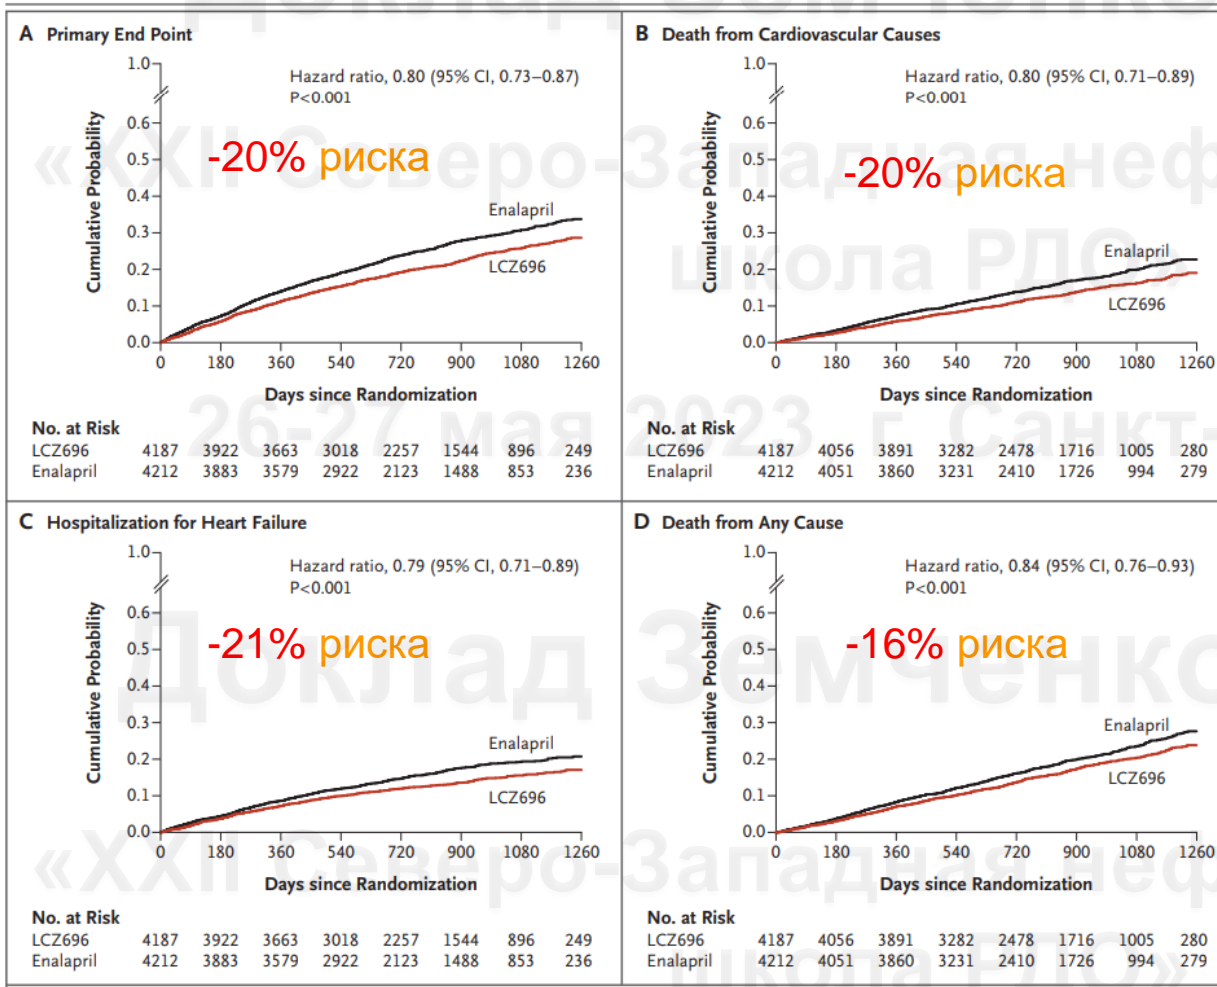 Доклад Земченко
A Primary End Point
Hazard ratio, 0.80 (95% CI, 0.73–0.87)
P<0.001
-20% риска
Cumulative Probability
1.0
0.6
0.5
0.4
0.3
0.2
0.1
0.0
Enalapril
LCZ696
0 180 360 540 720 900 1080 1260
Days since Randomization
No. at Risk
LCZ696 4187 3922 3663 3018 2257 1544 896 249
Enalapril 4212 3883 3579 2922 2123 1488 853 236
B Death from Cardiovascular Causes
Hazard ratio, 0.80 (95% CI, 0.71–0.89)
P<0.001
-20% риска
Cumulative Probability
1.0
0.6
0.5
0.4
0.3
0.2
0.1
0.0
Enalapril
LCZ696
0 180 360 540 720 900 1080 1260
Days since Randomization
No. at Risk
LCZ696 4187 4056 3891 3282 2478 1716 1005 280
Enalapril 4212 4051 3860 3231 2410 1726 994 279
«XXII Северо-Западная неф
школа РДО»
26-27 мая 2023 г. Санкт-
C Hospitalization for Heart Failure
Hazard ratio, 0.79 (95% CI, 0.71–0.89)
P<0.001
-21% риска
Cumulative Probability
1.0
0.6
0.5
0.4
0.3
0.2
0.1
0.0
Enalapril
LCZ696
0 180 360 540 720 900 1080 1260
Days since Randomization
No. at Risk
LCZ696 4187 3922 3663 3018 2257 1544 896 249
Enalapril 4212 3883 3579 2922 2123 1488 853 236
D Death from Any Cause
Hazard ratio, 0.84 (95% CI, 0.76–0.93)
P<0.001
-16% риска
Cumulative Probability
1.0
0.6
0.5
0.4
0.3
0.2
0.1
0.0
Enalapril
LCZ696
0 180 360 540 720 900 1080 1260
Days since Randomization
No. at Risk
LCZ696 4187 4056 3891 3282 2478 1716 1005 280
Enalapril 4212 4051 3860 3231 2410 1726 994 279
Доклад Земченко
«XXII Северо-Западная неф
школа РДО»